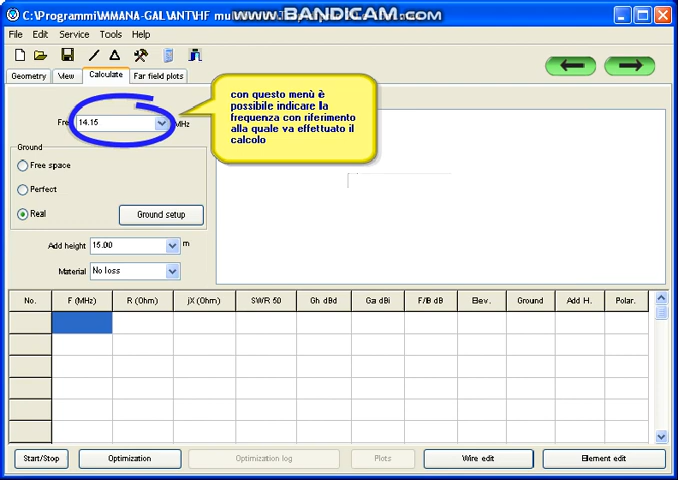 C:\Programmi\MMANA-GAL\ANT\HF mu
www.BANDICAM.com
File Edit Service Tools Help
Geometry View Calculate Far field plots
Fre 14.15 MHz
con questo menù è
possibile indicare la
frequenza con riferimento
alla quale va effettuato il
calcolo
Ground
Free space
Perfect
Real Ground setup
Add height 15.00 m
Material No loss
No. F (MHz) R (Ohm) jX (Ohm) SWR 50 Gh dBd Ga dBi F/B dB Elev. Ground Add H. Polar.
Start/Stop Optimization Optimization log Plots Wire edit Element edit